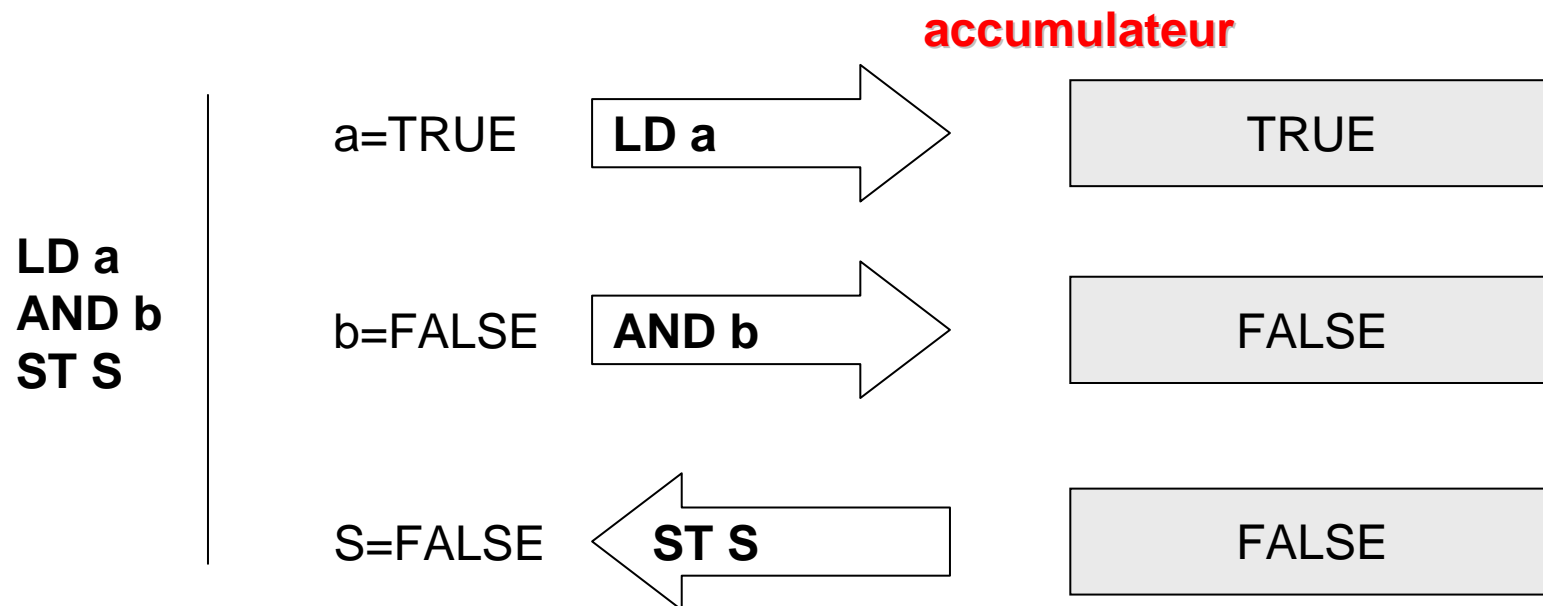 accumulateur
LD a
AND b
ST S
a=TRUE LD a TRUE
b=FALSE AND b FALSE
S=FALSE ST S FALSE